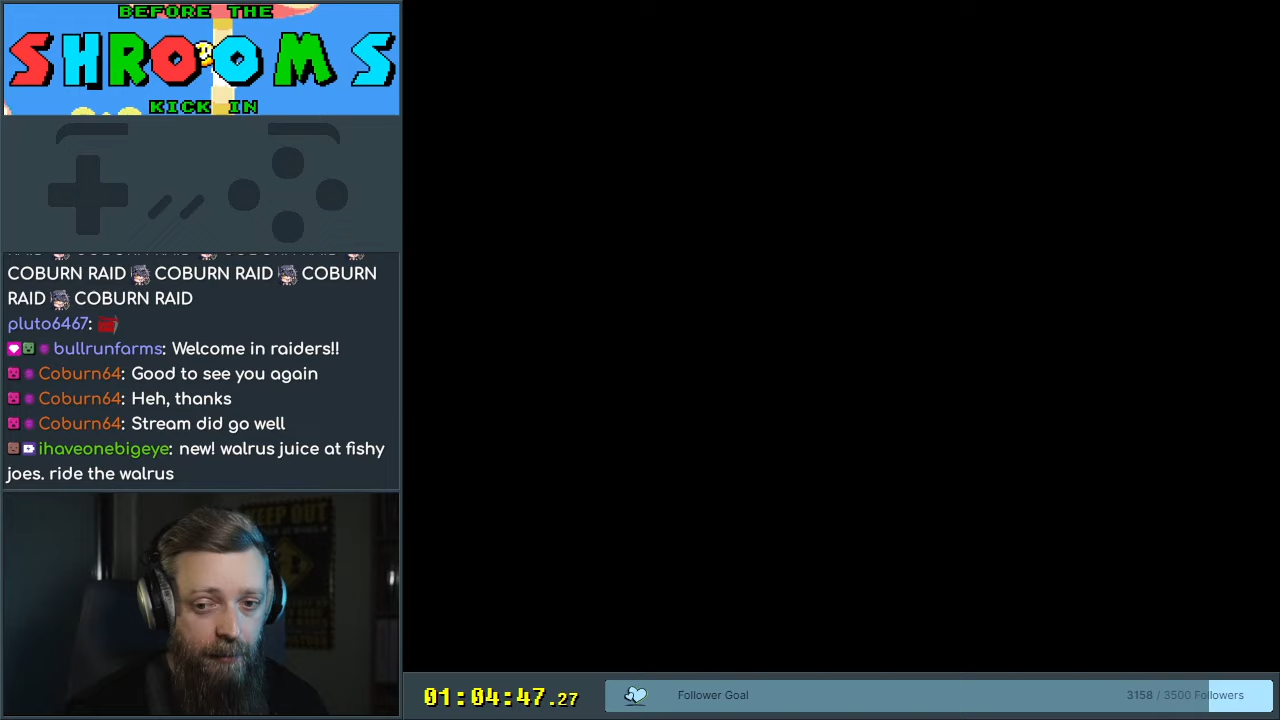 BEFORE THE
SHROOMS
KICK IN
COBURN RAID COBURN RAID COBURN
RAID COBURN RAID
pluto6467:
bullrunfarms: Welcome in raiders!!
Coburn64: Good to see you again
Coburn64: Heh, thanks
Coburn64: Stream did go well
ihaveonebigeye: new! walrus juice at fishy
joes. ride the walrus
KEEP OUT
01:04:47.27
Follower Goal
3158 / 3500 Followers